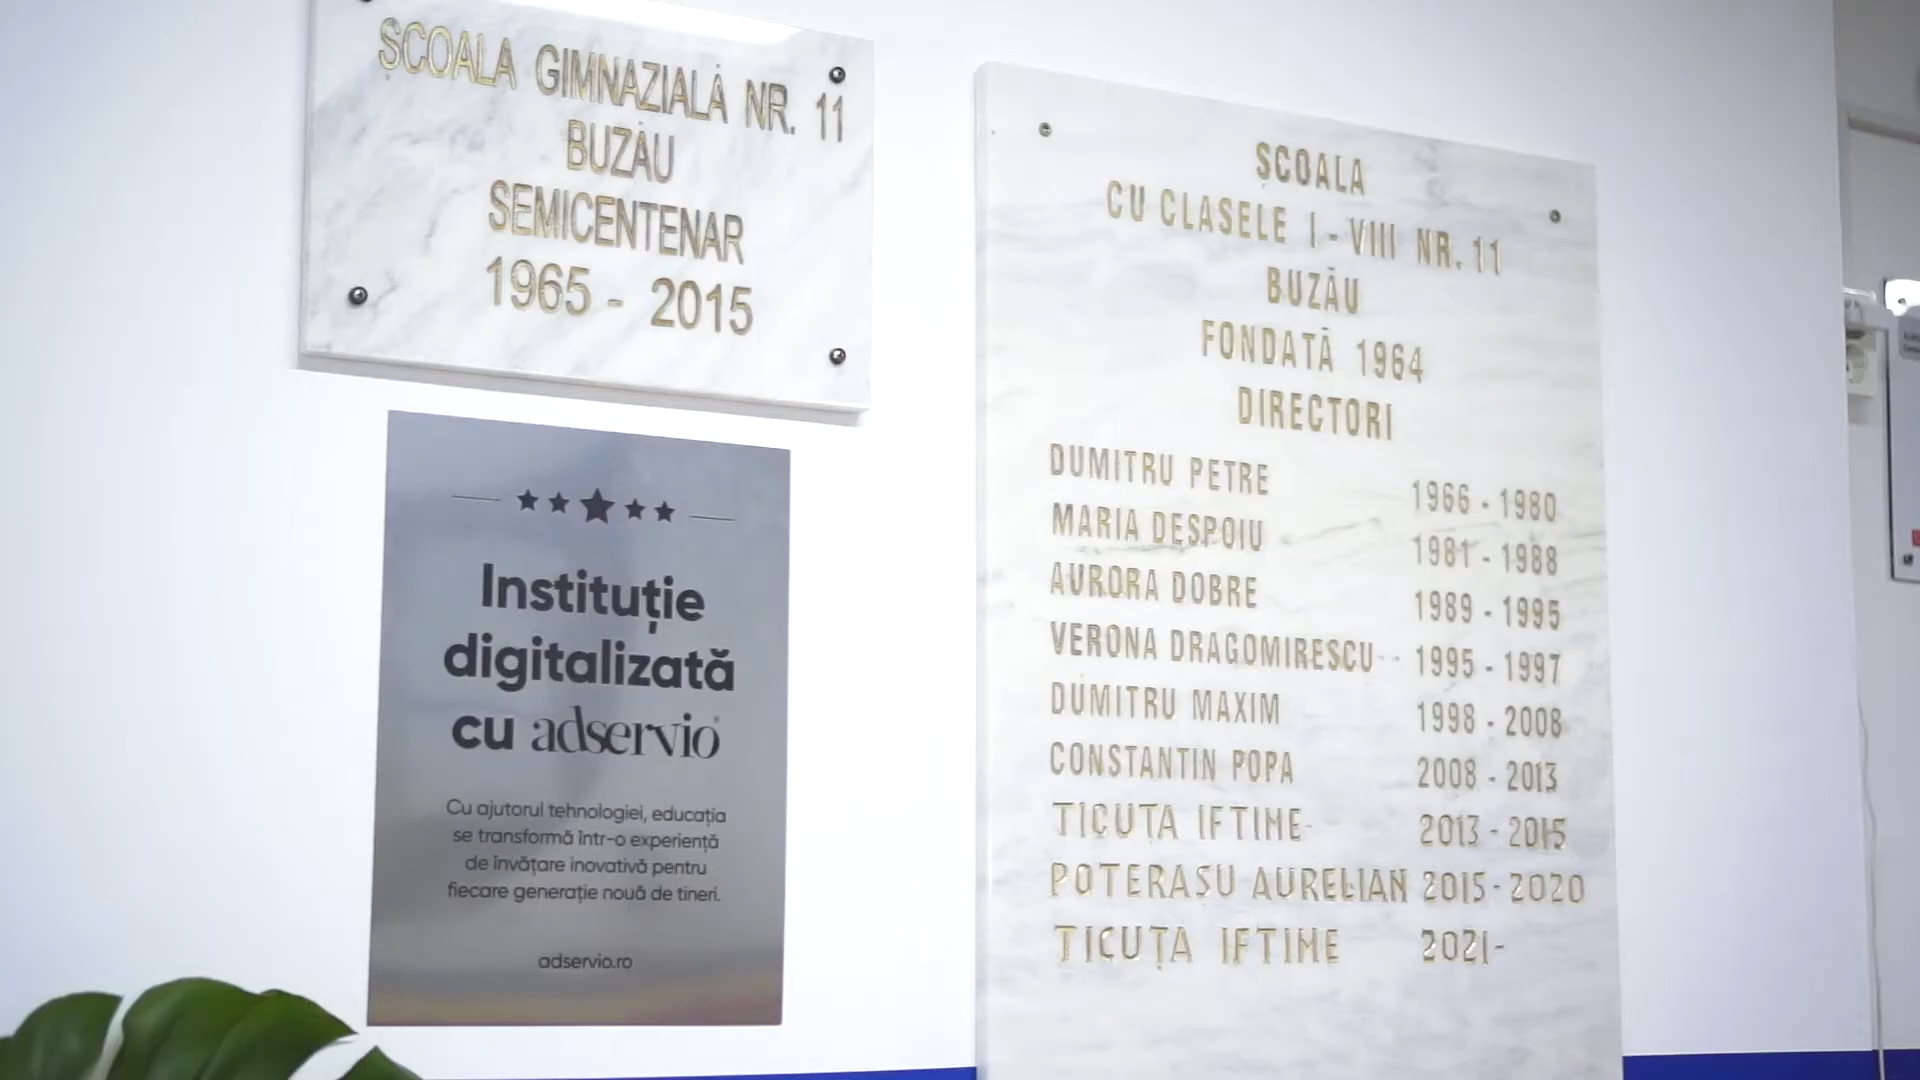 ȘCOALA GIMNAZIALĂ NR. 11
BUZĂU
SEMICENTENAR
1965 - 2015
Instituție
digitalizată
cu adservio
Cu ajutorul tehnologiei, educația
se transformă într-o experiență
de învățare inovativă pentru
fiecare generație nouă de tineri.
adservio.ro
ȘCOALA
CU CLASELE I - VIII NR. 11
BUZĂU
FONDATĂ 1964
DIRECTORI
DUMITRU PETRE 1966 - 1980
MARIA DESPOIU 1981 - 1988
AURORA DOBRE 1989 - 1995
VERONA DRAGOMIRESCU 1995 - 1997
DUMITRU MAXIM 1998 - 2008
CONSTANTIN POPA 2008 - 2013
TICUȚA IFTIME 2013 - 2015
POTERAȘU AURELIAN 2015 - 2020
TICUȚA IFTIME 2021 -